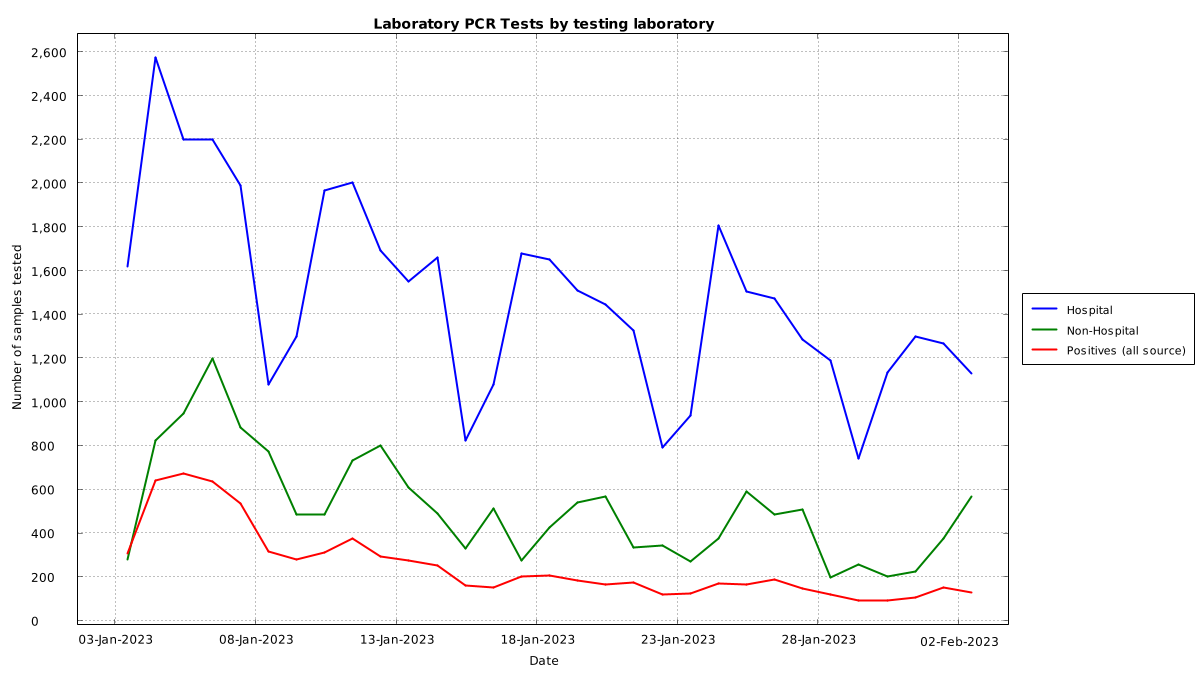 Laboratory PCR Tests by testing laboratory
2,600
2,400
2,200
2,000
1,800
1,600
1,400
1,200
1,000
800
600
400
200
0
Number of samples tested
03-Jan-2023 08-Jan-2023 13-Jan-2023 18-Jan-2023 23-Jan-2023 28-Jan-2023 02-Feb-2023
Date
Hospital
Non-Hospital
Positives (all source)